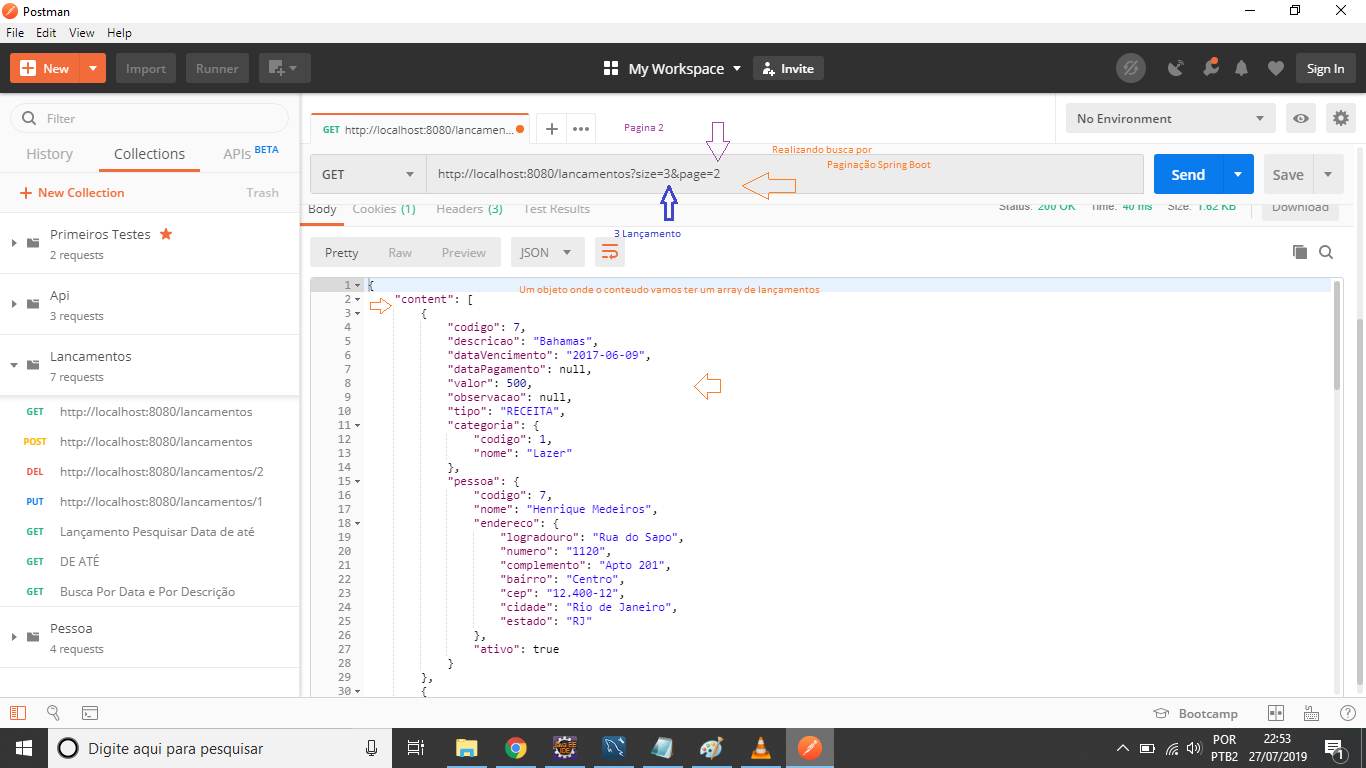 Postman
File Edit View Help
New Import Runner My Workspace Invite Sign In
Filter
History Collections APIs BETA
New Collection Trash
Primeiros Testes
2 requests
Api
3 requests
Lancamentos
7 requests
GET http://localhost:8080/lancamentos
POST http://localhost:8080/lancamentos
DEL http://localhost:8080/lancamentos/2
PUT http://localhost:8080/lancamentos/1
GET Lançamento Pesquisar Data de até
GET DE ATÉ
GET Busca Por Data e Por Descrição
Pessoa
4 requests
GET http://localhost:8080/lancamen...
Pagina 2
No Environment
Realizando busca por
Paginação Spring Boot
GET http://localhost:8080/lancamentos?size=3&page=2 Send Save
Body Cookies (1) Headers (3) Test Results Status: 200 OK Time: 40 ms Size: 1.62 KB Download
3 Lançamento
Pretty Raw Preview JSON
1 {
Um objeto onde o conteudo vamos ter um array de lançamentos
2 "content": [
3 {
4 "codigo": 7,
5 "descricao": "Bahamas",
6 "dataVencimento": "2017-06-09",
7 "dataPagamento": null,
8 "valor": 500,
9 "observacao": null,
10 "tipo": "RECEITA",
11 "categoria": {
12 "codigo": 1,
13 "nome": "Lazer"
14 },
15 "pessoa": {
16 "codigo": 7,
17 "nome": "Henrique Medeiros",
18 "endereco": {
19 "logradouro": "Rua do Sapo",
20 "numero": "1120",
21 "complemento": "Apto 201",
22 "bairro": "Centro",
23 "cep": "12.400-12",
24 "cidade": "Rio de Janeiro",
25 "estado": "RJ"
26 },
27 "ativo": true
28 }
29 },
30 {
Bootcamp
Digite aqui para pesquisar
POR
PTB2
22:53
27/07/2019
1